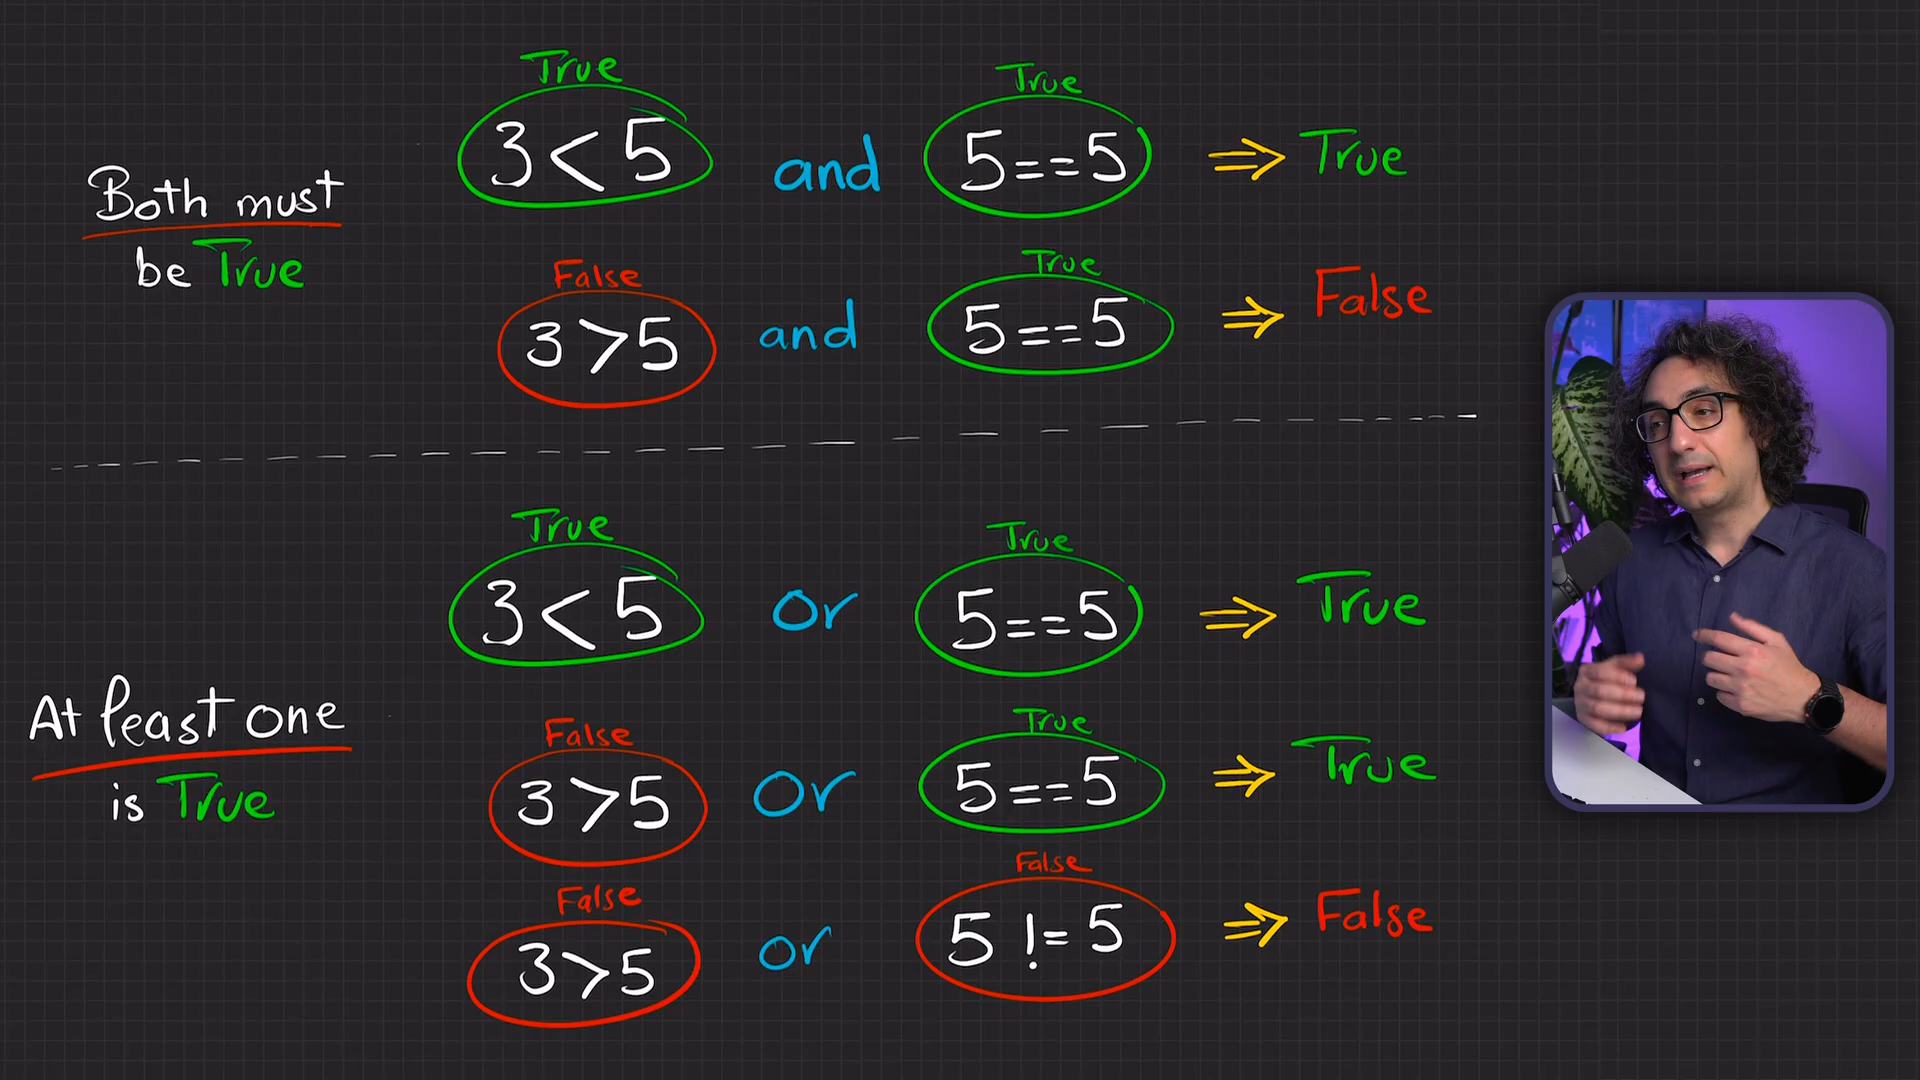 True True
3 < 5 and 5 == 5 ⇒ True
Both must
be True
False True
3 > 5 and 5 == 5 ⇒ False
True True
3 < 5 or 5 == 5 ⇒ True
At least one
is True
False True
3 > 5 or 5 == 5 ⇒ True
False False
3 > 5 or 5 != 5 ⇒ False